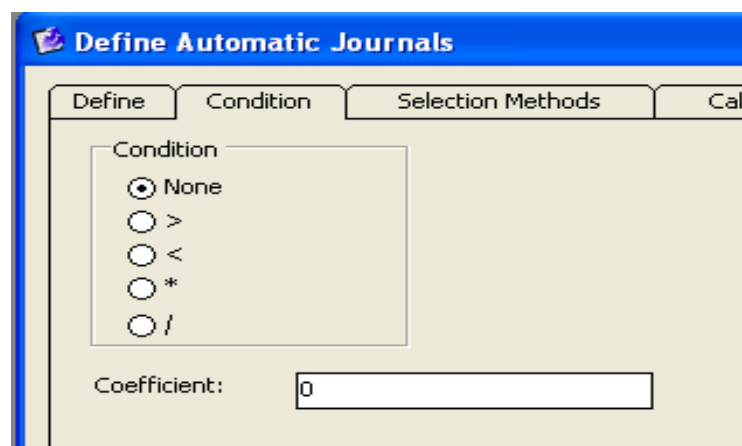 Define Automatic Journals
Define Condition Selection Methods Cal
Condition
None
>
<
*
/
Coefficient: 0